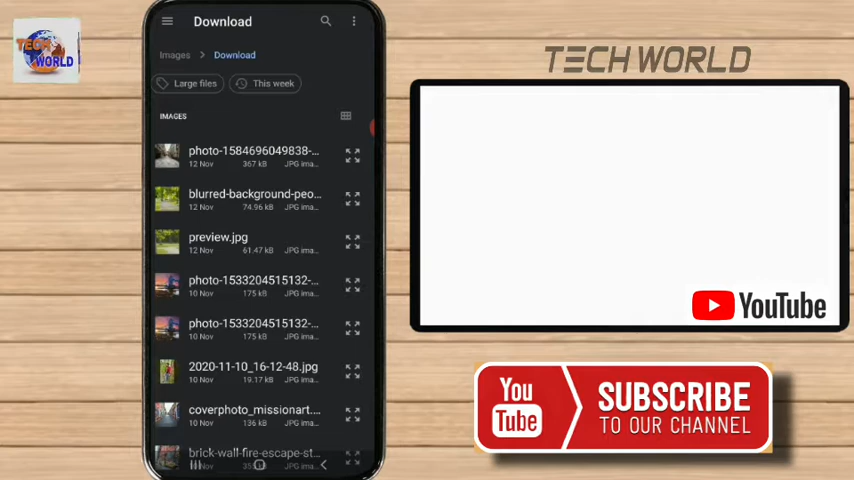 TECH
WORLD
Download
Images > Download
Large files
This week
IMAGES
photo-1584696049838-...
12 Nov 367 kB JPG ima...
blurred-background-peo...
12 Nov 74.96 kB JPG ima...
preview.jpg
12 Nov 61.47 kB JPG ima...
photo-1533204515132-...
10 Nov 175 kB JPG ima...
photo-1533204515132-...
10 Nov 175 kB JPG ima...
2020-11-10_16-12-48.jpg
10 Nov 19.17 kB JPG ima...
coverphoto_missionart....
10 Nov 136 kB JPG ima...
brick-wall-fire-escape-st...
JPG ima...
TECH WORLD
YouTube
You
Tube
SUBSCRIBE
TO OUR CHANNEL